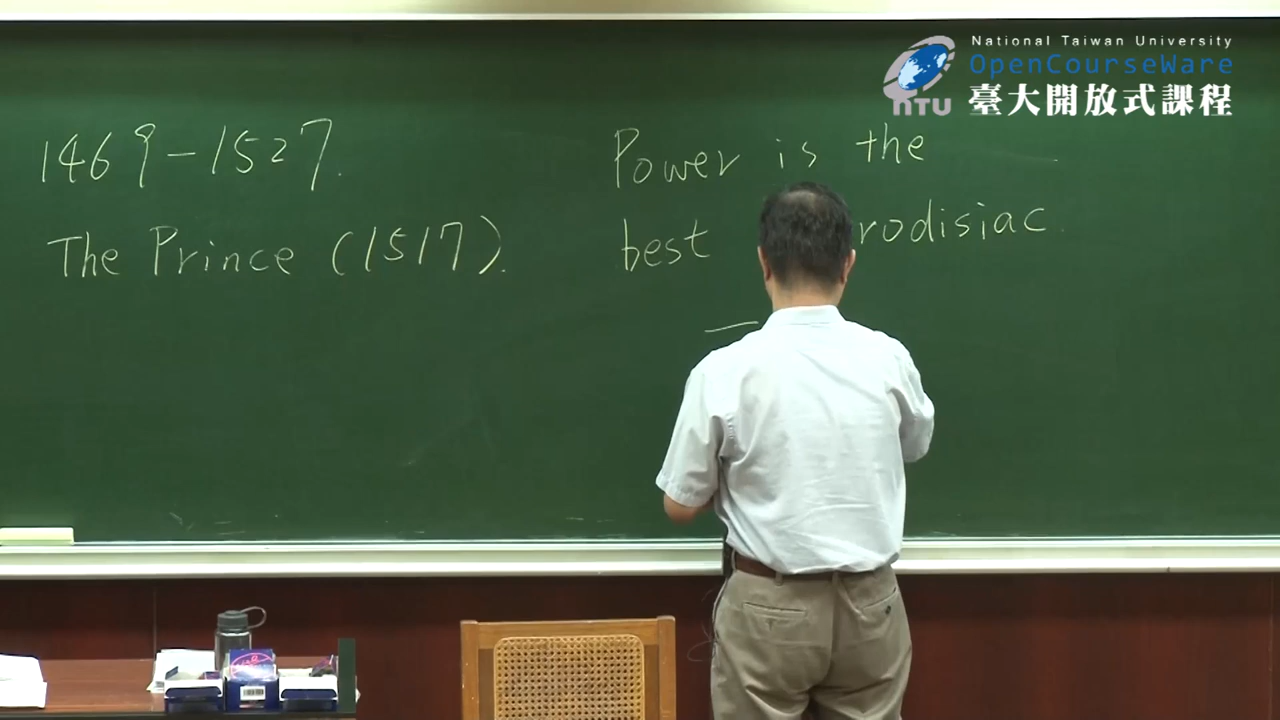 National Taiwan University
OpenCourseWare
臺大開放式課程
NTU
1469-1527.
The Prince (1517).
Power is the
best rodisiac.